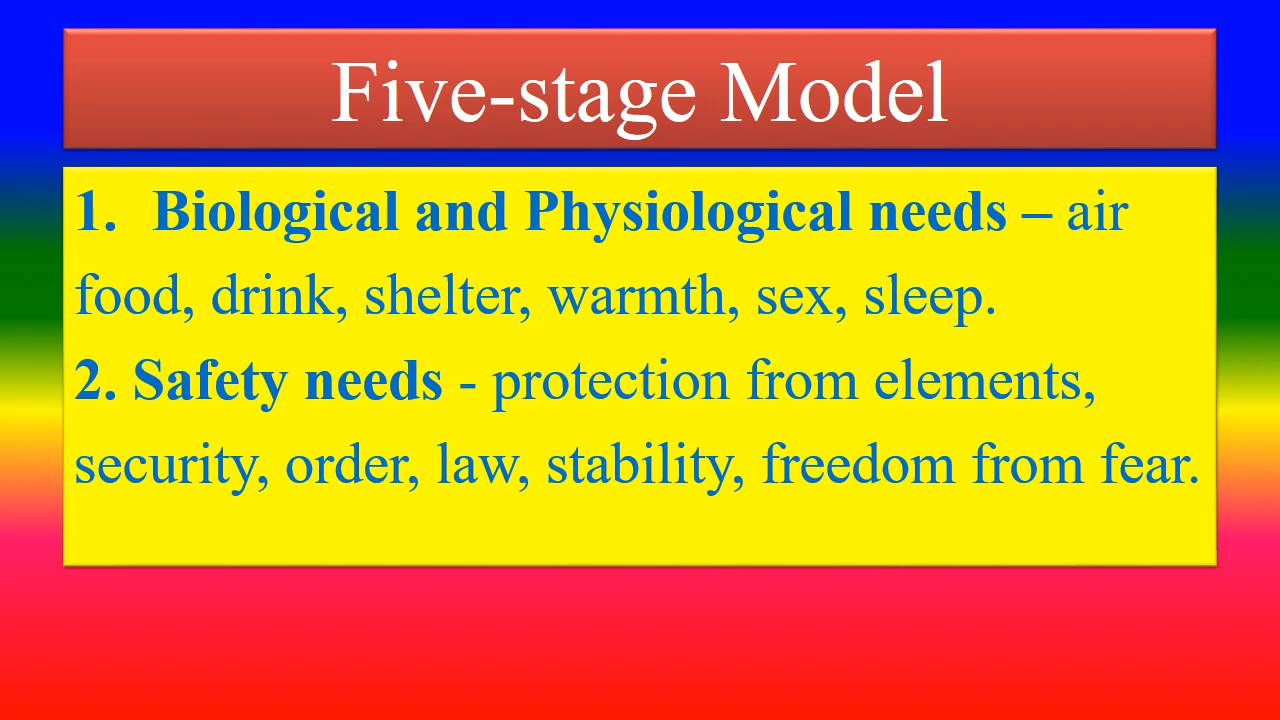 Five-stage Model
1. Biological and Physiological needs – air
food, drink, shelter, warmth, sex, sleep.
2. Safety needs - protection from elements,
security, order, law, stability, freedom from fear.